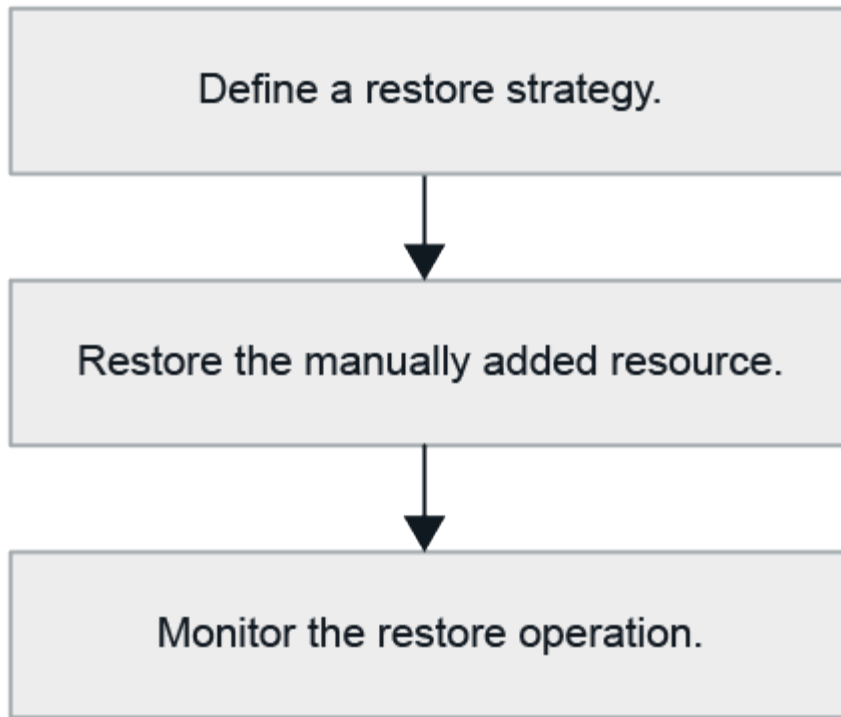 Define a restore strategy.
Restore the manually added resource.
Monitor the restore operation.